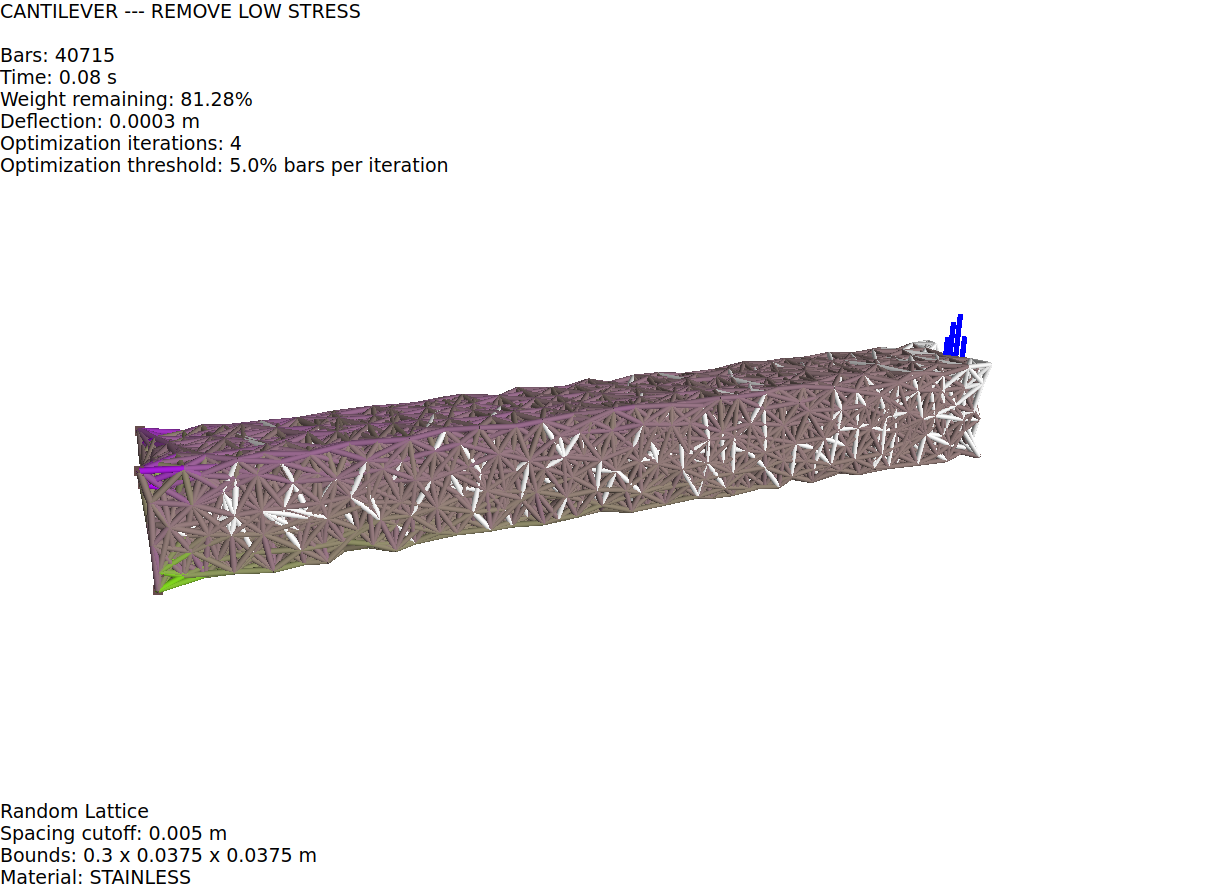 CANTILEVER --- REMOVE LOW STRESS
Bars: 40715
Time: 0.08 s
Weight remaining: 81.28%
Deflection: 0.0003 m
Optimization iterations: 4
Optimization threshold: 5.0% bars per iteration
Random Lattice
Spacing cutoff: 0.005 m
Bounds: 0.3 x 0.0375 x 0.0375 m
Material: STAINLESS